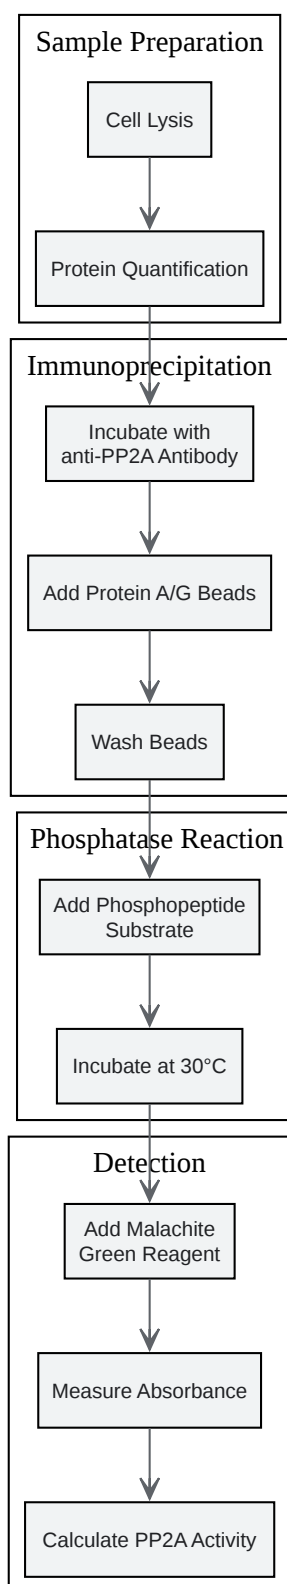 Sample Preparation
Cell Lysis
Protein Quantification
Immunoprecipitation
Incubate with
anti-PP2A Antibody
Add Protein A/G Beads
Wash Beads
Phosphatase Reaction
Add Phosphopeptide
Substrate
Incubate at 30°C
Detection
Add Malachite
Green Reagent
Measure Absorbance
Calculate PP2A Activity